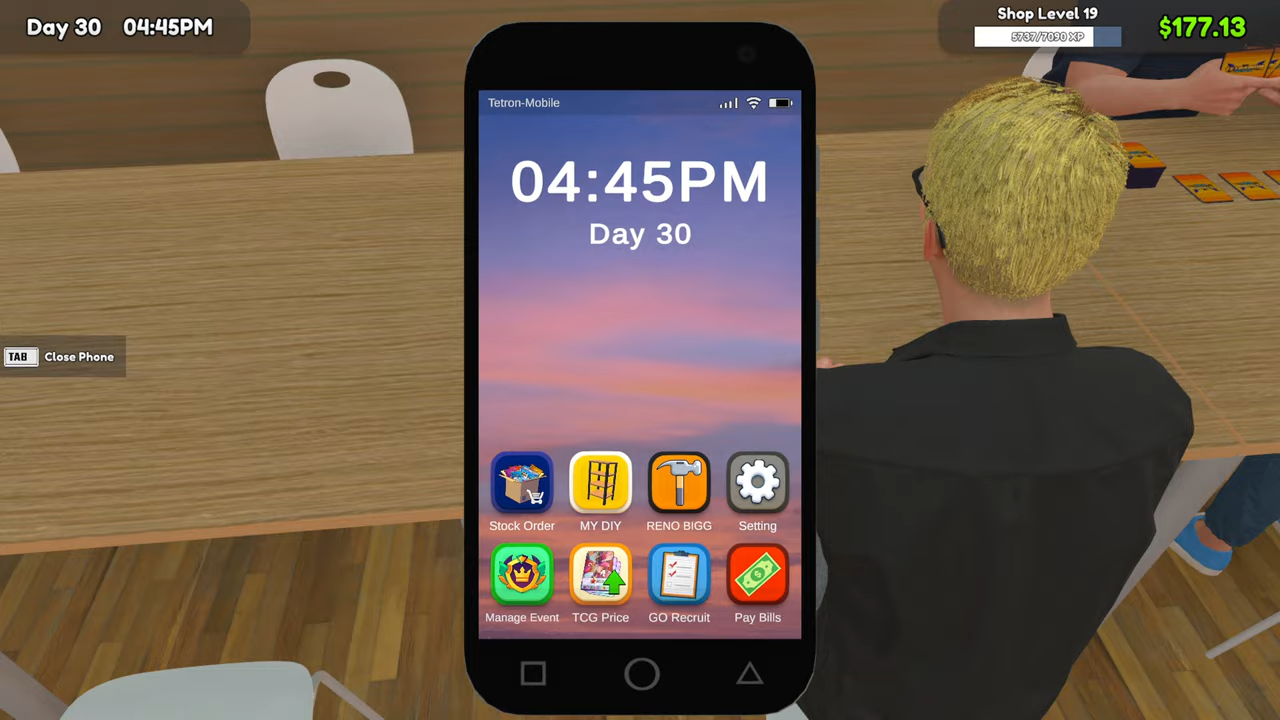 Day 30 04:45PM
Shop Level 19
5737/7090 XP
$177.13
Tetron-Mobile
04:45PM
Day 30
TAB Close Phone
Stock Order MY DIY RENO BIGG Setting
Manage Event TCG Price GO Recruit Pay Bills